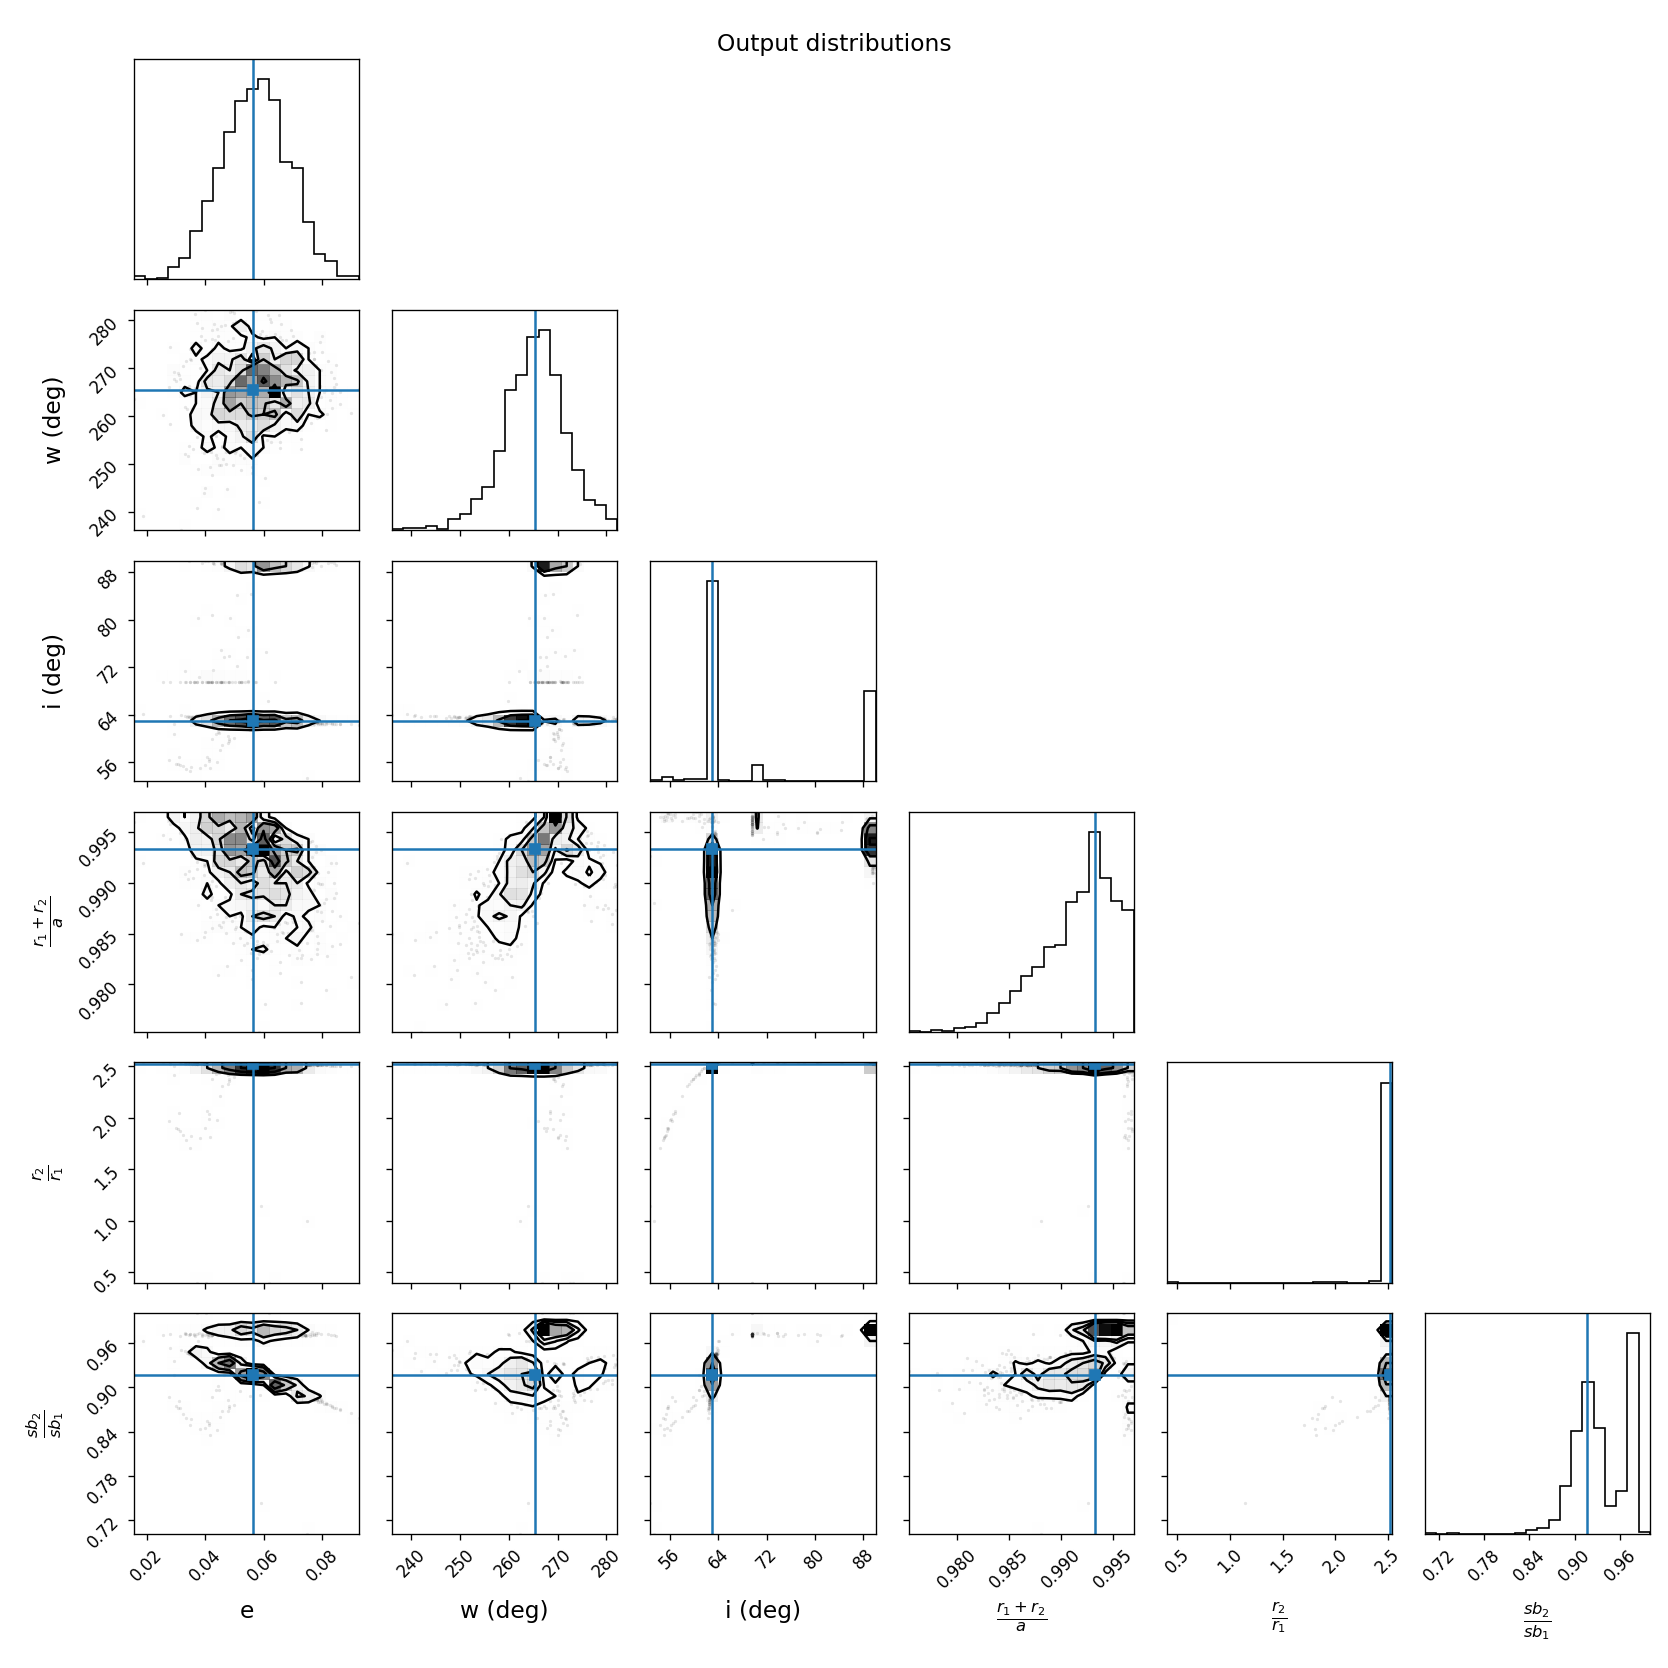 Output distributions
280
270
260
250
240
w (deg)
88
80
72
64
56
i (deg)
0.995
0.990
0.985
0.980
r₁ + r₂
a
2.5
2.0
1.5
1.0
0.5
r₂
r₁
0.96
0.90
0.84
0.78
0.72
sb₂
sb₁
0.02 0.04 0.06 0.08 240 250 260 270 280 56 64 72 80 88 0.980 0.985 0.990 0.995 0.5 1.0 1.5 2.0 2.5 0.72 0.78 0.84 0.90 0.96
e w (deg) i (deg)
r₁ + r₂
a
r₂
r₁
sb₂
sb₁